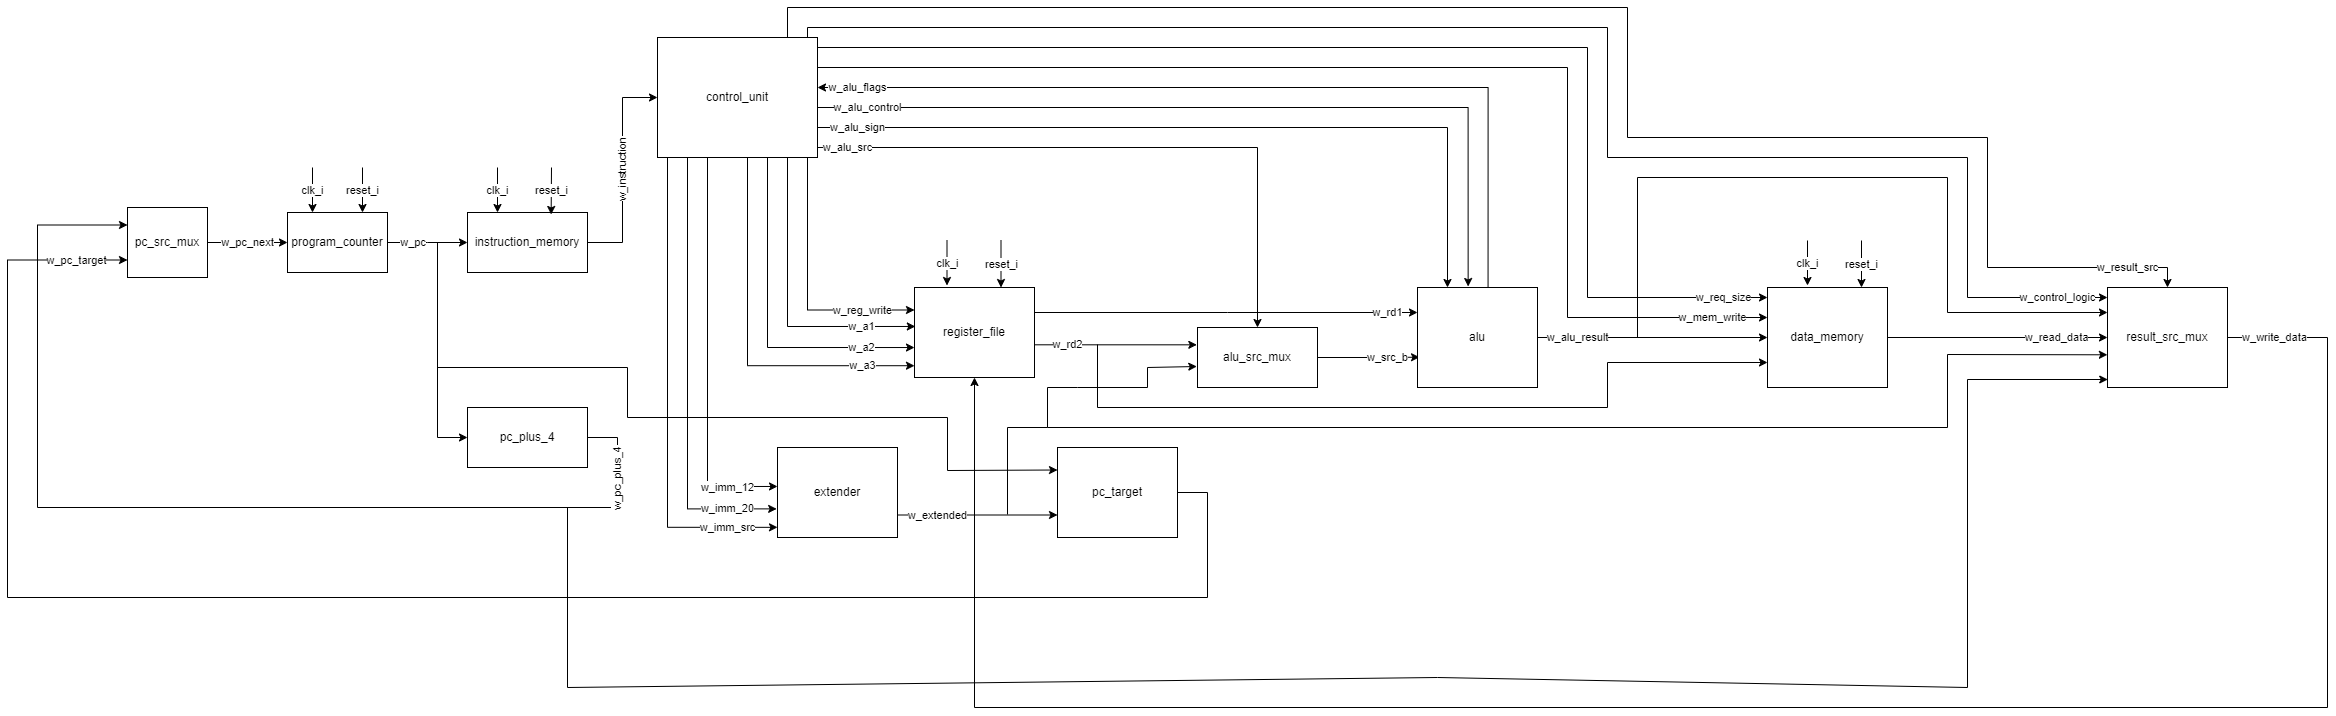 control_unit
w_alu_flags
w_alu_control
w_alu_sign
w_alu_src
w_instruction
clk_i
reset_i
clk_i
reset_i
pc_src_mux
w_pc_next
program_counter
w_pc
instruction_memory
w_pc_target
clk_i
reset_i
clk_i
reset_i
w_result_src
w_req_size
w_control_logic
w_reg_write
w_rd1
w_mem_write
w_a1
register_file
alu
w_alu_result
data_memory
w_read_data
result_src_mux
w_write_data
w_a2
w_rd2
alu_src_mux
w_src_b
w_a3
pc_plus_4
w_pc_plus_4
w_imm_12
extender
pc_target
w_imm_20
w_extended
w_imm_src